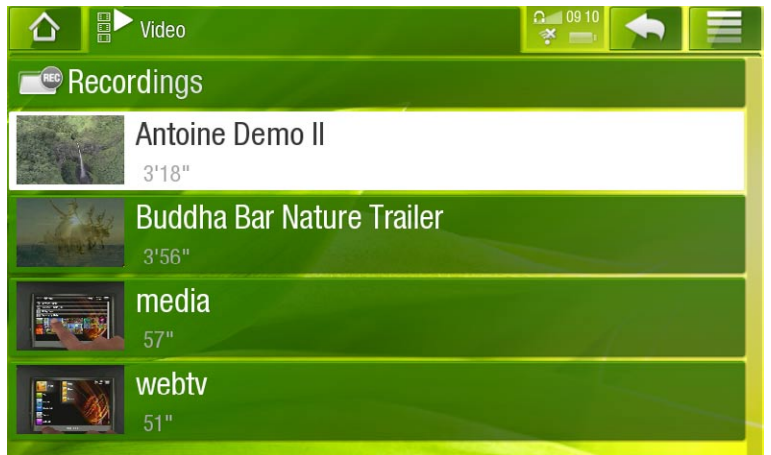 Video
09 10
REC Recordings
Antoine Demo II
3'18"
Buddha Bar Nature Trailer
3'56"
media
57"
webtv
51"